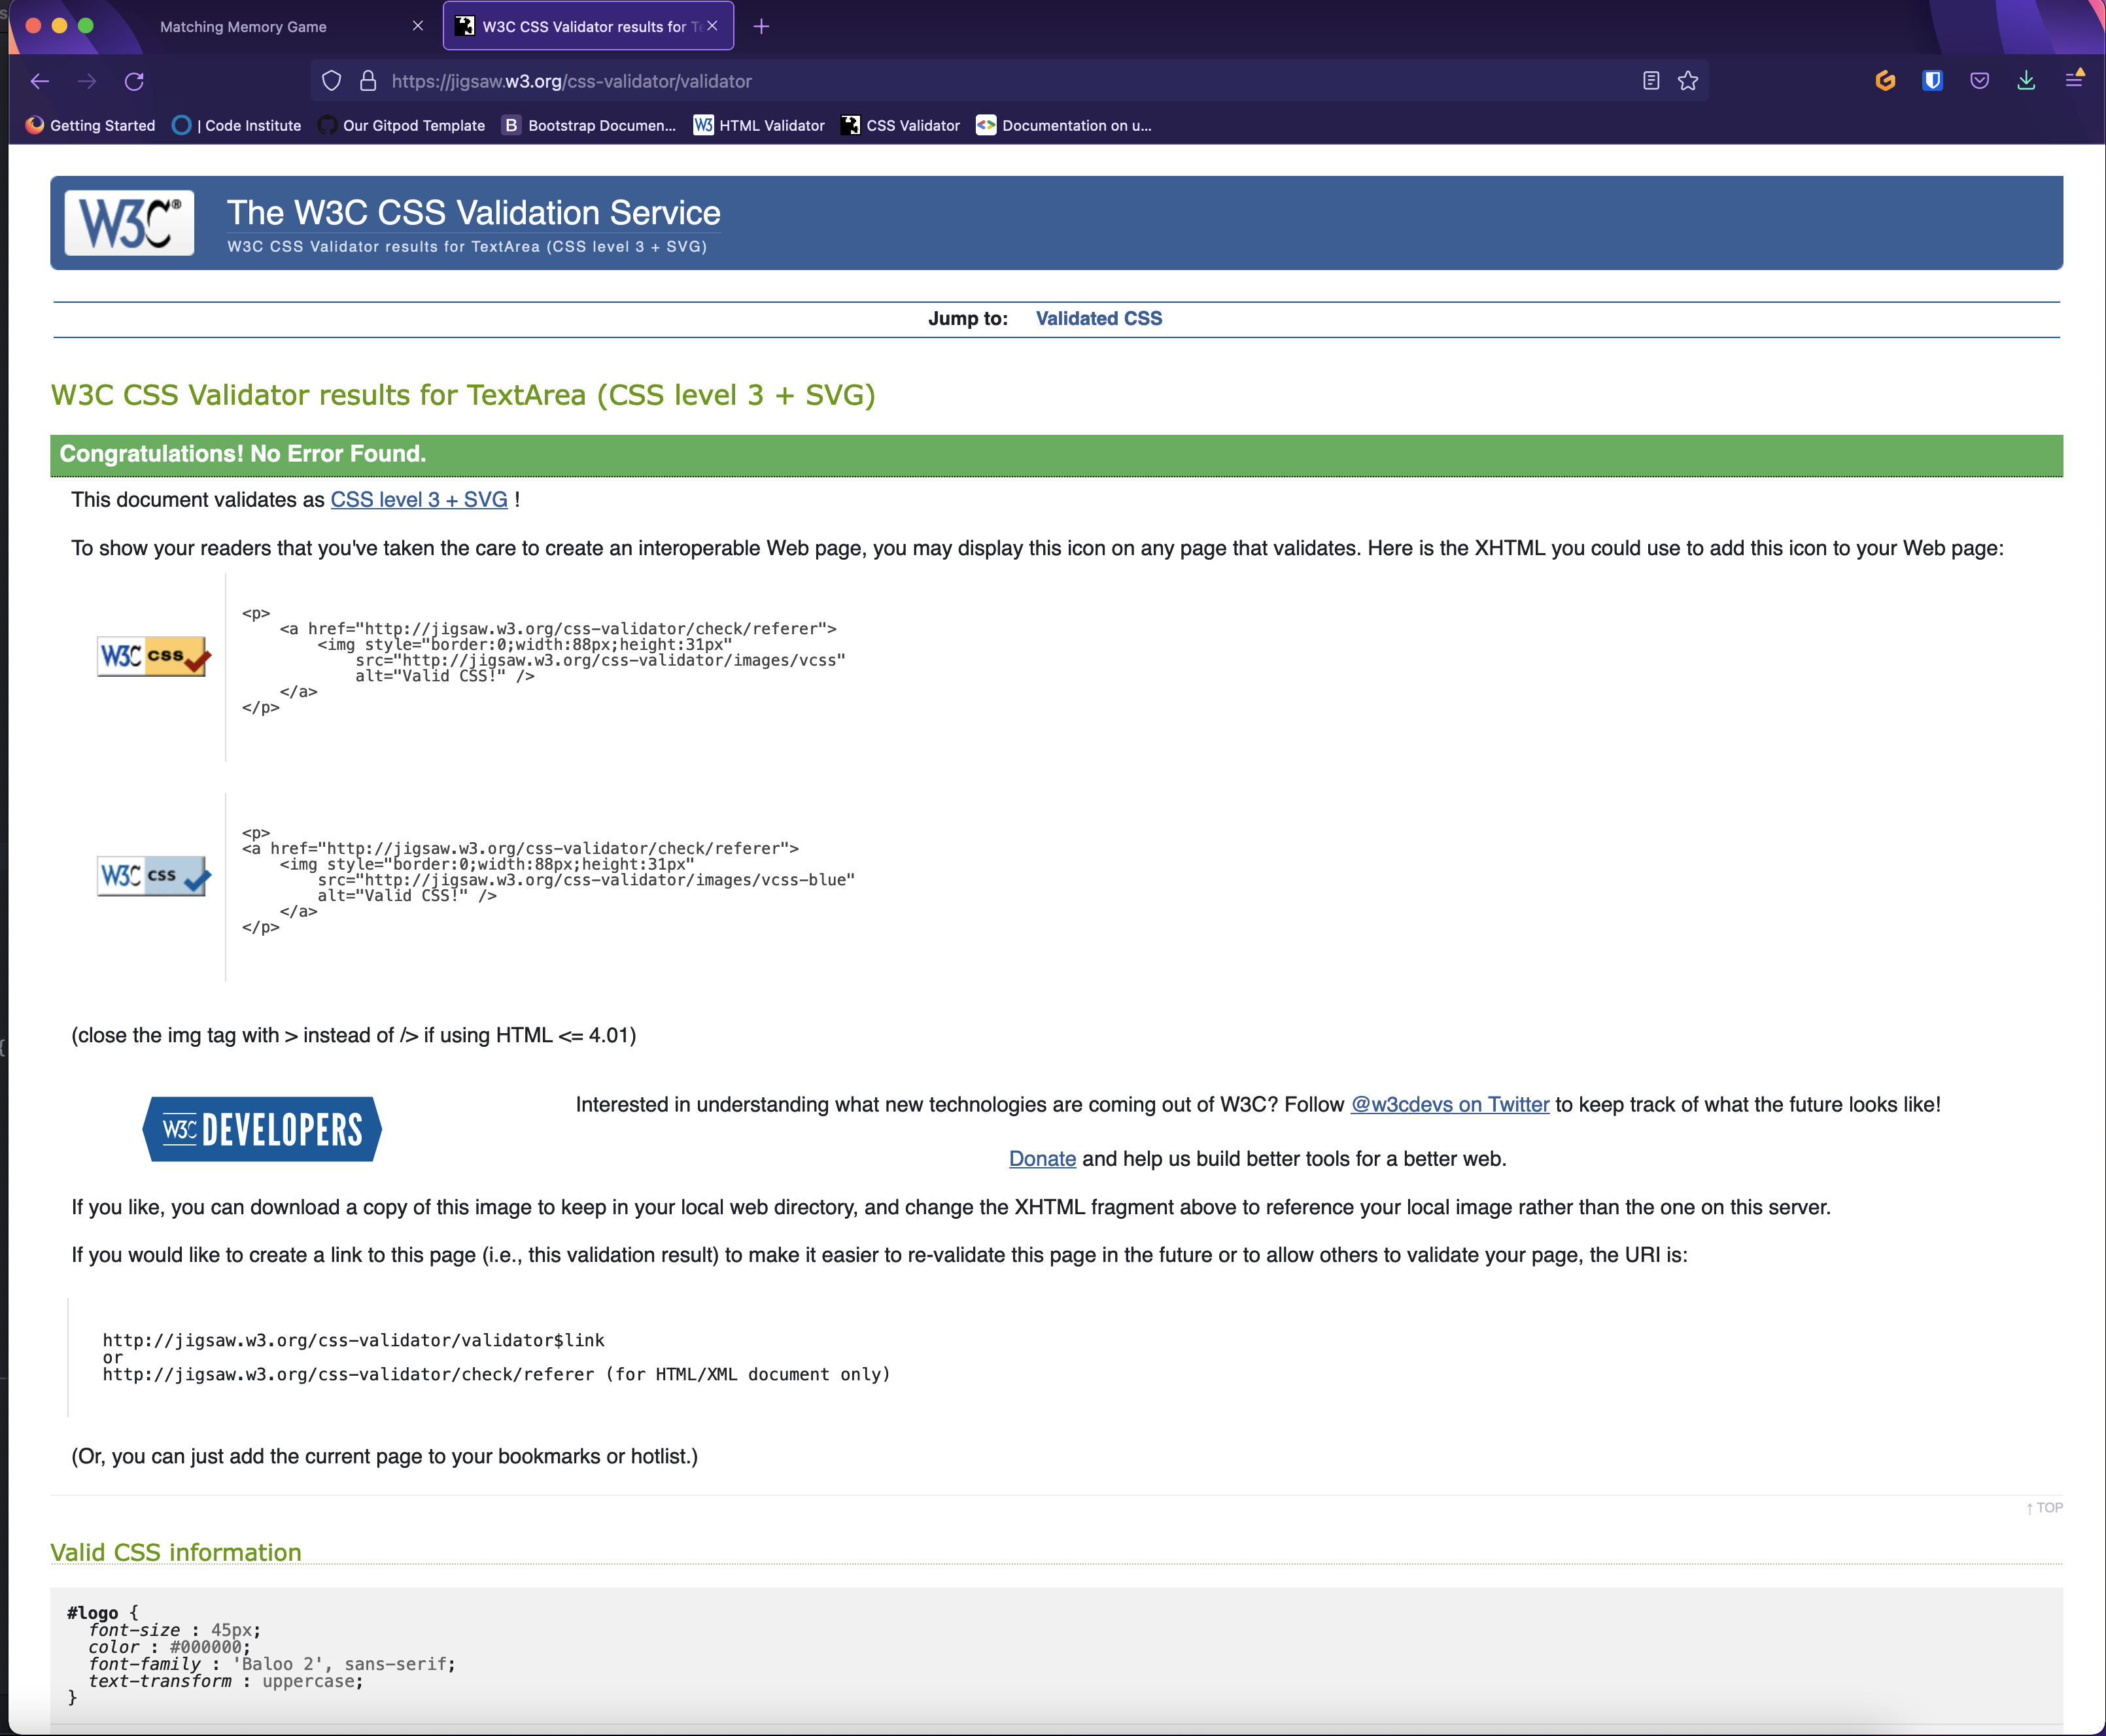 Matching Memory Game
W3C CSS Validator results for T
https://jigsaw.w3.org/css-validator/validator
Getting Started | Code Institute Our Gitpod Template B Bootstrap Documen... W3 HTML Validator CSS Validator Documentation on u...
W3C® The W3C CSS Validation Service
W3C CSS Validator results for TextArea (CSS level 3 + SVG)
Jump to: Validated CSS
W3C CSS Validator results for TextArea (CSS level 3 + SVG)
Congratulations! No Error Found.
This document validates as CSS level 3 + SVG !
To show your readers that you've taken the care to create an interoperable Web page, you may display this icon on any page that validates. Here is the XHTML you could use to add this icon to your Web page:
W3C css
<p>
<a href="http://jigsaw.w3.org/css-validator/check/referer">
<img style="border:0;width:88px;height:31px"
src="http://jigsaw.w3.org/css-validator/images/vcss"
alt="Valid CSS!" />
</a>
</p>
W3C css
<p>
<a href="http://jigsaw.w3.org/css-validator/check/referer">
<img style="border:0;width:88px;height:31px"
src="http://jigsaw.w3.org/css-validator/images/vcss-blue"
alt="Valid CSS!" />
</a>
</p>
(close the img tag with > instead of /> if using HTML <= 4.01)
W3C DEVELOPERS
Interested in understanding what new technologies are coming out of W3C? Follow @w3cdevs on Twitter to keep track of what the future looks like!
Donate and help us build better tools for a better web.
If you like, you can download a copy of this image to keep in your local web directory, and change the XHTML fragment above to reference your local image rather than the one on this server.
If you would like to create a link to this page (i.e., this validation result) to make it easier to re-validate this page in the future or to allow others to validate your page, the URI is:
http://jigsaw.w3.org/css-validator/validator$link
or
http://jigsaw.w3.org/css-validator/check/referer (for HTML/XML document only)
(Or, you can just add the current page to your bookmarks or hotlist.)
↑ TOP
Valid CSS information
#logo {
font-size : 45px;
color : #000000;
font-family : 'Baloo 2', sans-serif;
text-transform : uppercase;
}